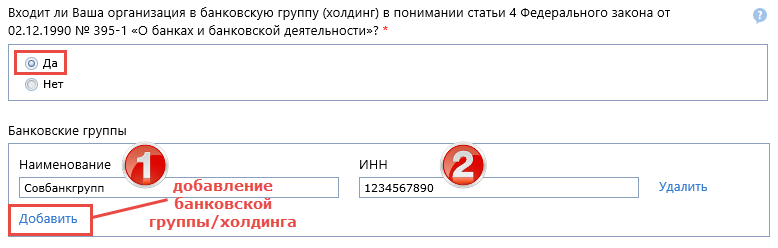 Входит ли Ваша организация в банковскую группу (холдинг) в понимании статьи 4 Федерального закона от
02.12.1990 № 395-1 «О банках и банковской деятельности»? *
?
Да
Нет
Банковские группы
Наименование 1 ИНН 2
Совбанкгрупп 1234567890 Удалить
Добавить
добавление
банковской
группы/холдинга